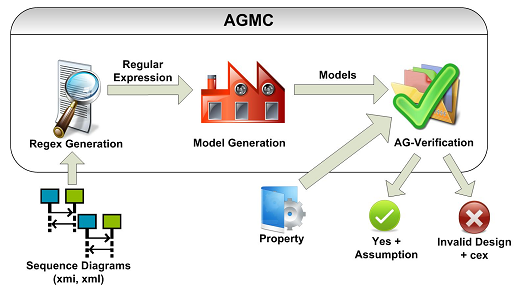 AGMC
Regular
Expression
Models
Regex Generation
Model Generation
AG-Verification
Property
Yes +
Assumption
Invalid Design
+ cex
Sequence Diagrams
(xmi, xml)